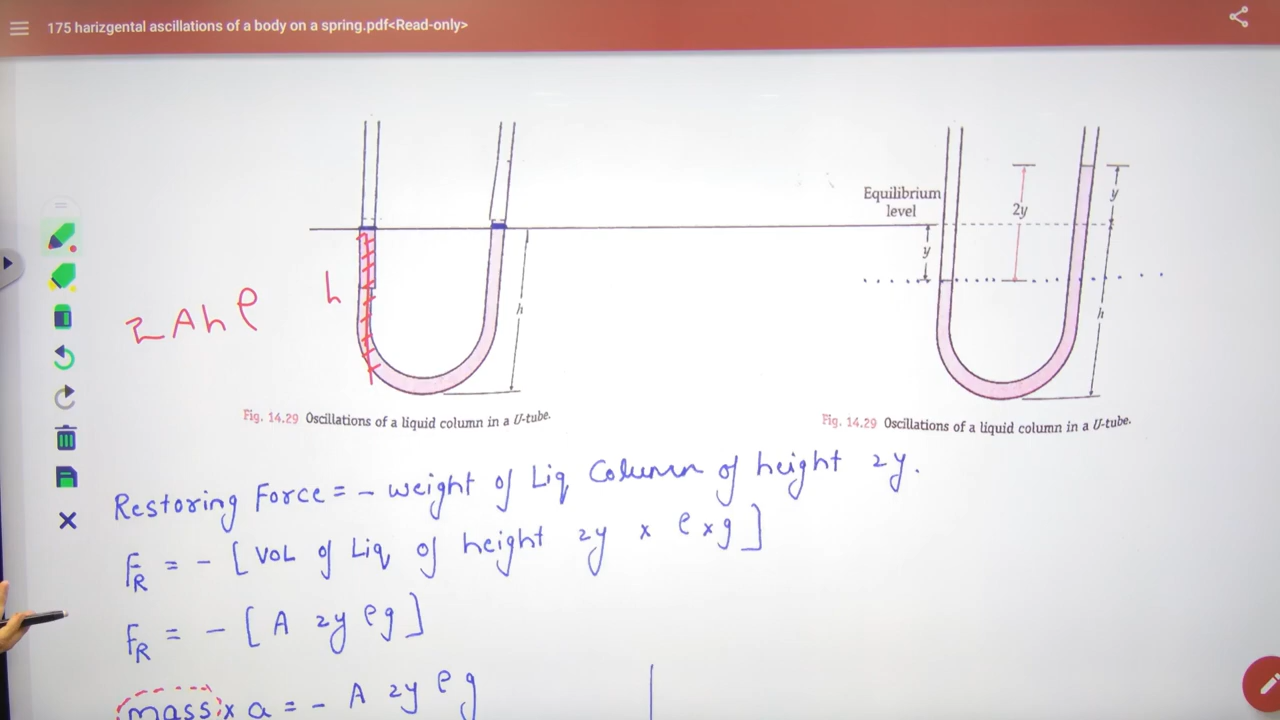 175 harizgental ascillations of a body on a spring.pdf<Read-only>
Equilibrium
level
2y
y
y
h
h
h
2Ahρ
Fig. 14.29 Oscillations of a liquid column in a U-tube.
Fig. 14.29 Oscillations of a liquid column in a U-tube.
Restoring Force = - weight of Liq Column of height 2y.
F_R = - [ VOL of Liq of height 2y x ρ x g ]
F_R = - [ A 2y ρg ]
mass x a = - A 2y ρ g